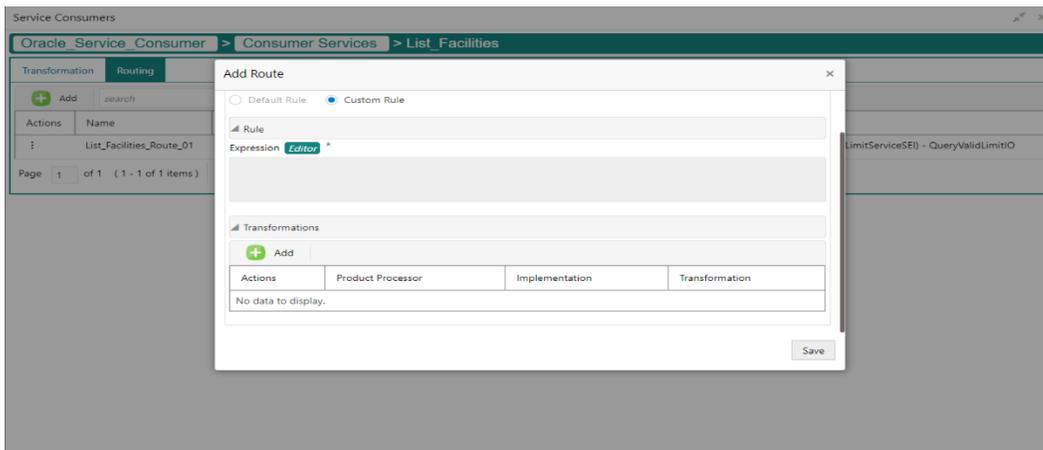 Service Consumers
Oracle_Service_Consumer > Consumer Services > List_Facilities
Transformation Routing
Add search
Actions Name
List_Facilities_Route_01 LimitServiceSEI) - QueryValidLimitIO
Page 1 of 1 ( 1 - 1 of 1 items )
Add Route
Default Rule Custom Rule
Rule
Expression Editor *
Transformations
Add
Actions Product Processor Implementation Transformation
No data to display.
Save